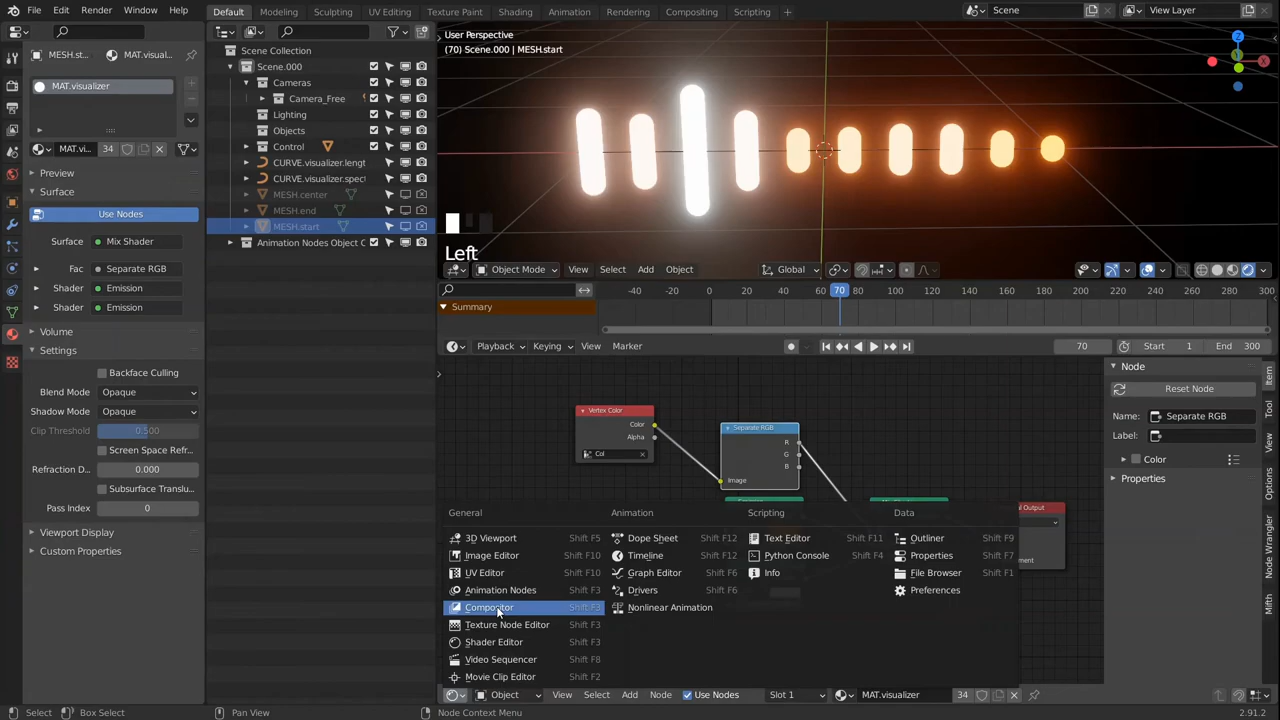 File Edit Render Window Help Default Modeling Sculpting UV Editing Texture Paint Shading Animation Rendering Compositing Scripting + Scene View Layer
MESH.st... MAT.visual...
MAT.visualizer
MAT.vi... 34
Preview
Surface
Use Nodes
Surface Mix Shader
Fac Separate RGB
Shader Emission
Shader Emission
Volume
Settings
Backface Culling
Blend Mode Opaque
Shadow Mode Opaque
Clip Threshold 0.500
Screen Space Refr...
Refraction D... 0.000
Subsurface Translu...
Pass Index 0
Viewport Display
Custom Properties
Scene Collection
Scene.000
Cameras
Camera_Free
Lighting
Objects
Control
CURVE.visualizer.lengt
CURVE.visualizer.spect
MESH.center
MESH.end
MESH.start
Animation Nodes Object C
User Perspective
(70) Scene.000 | MESH.start
Z
Y
X
Left
Object Mode View Select Add Object Global
-40 -20 0 20 40 60 70 80 100 120 140 160 180 200 220 240 260 280 300
Summary
Playback Keying View Marker 70 Start 1 End 300
Vertex Color
Color
Alpha
Col
Separate RGB
R
G
B
Image
Node
Reset Node
Name: Separate RGB
Label:
Color
Properties
Item
Tool
View
Options
Mifth
General
3D Viewport Shift F5
Image Editor Shift F10
UV Editor Shift F10
Animation Nodes Shift F3
Compositor Shift F3
Texture Node Editor Shift F3
Shader Editor Shift F3
Video Sequencer Shift F8
Movie Clip Editor Shift F2
Animation
Dope Sheet Shift F12
Timeline Shift F12
Graph Editor Shift F6
Drivers Shift F6
Nonlinear Animation
Scripting
Text Editor Shift F11
Python Console Shift F4
Info
Data
Outliner Shift F9
Properties Shift F7
File Browser Shift F1
Preferences
al Output
ment
Object View Select Add Node Use Nodes Slot 1 MAT.visualizer 34
Select Box Select Pan View Node Context Menu 2.91.2